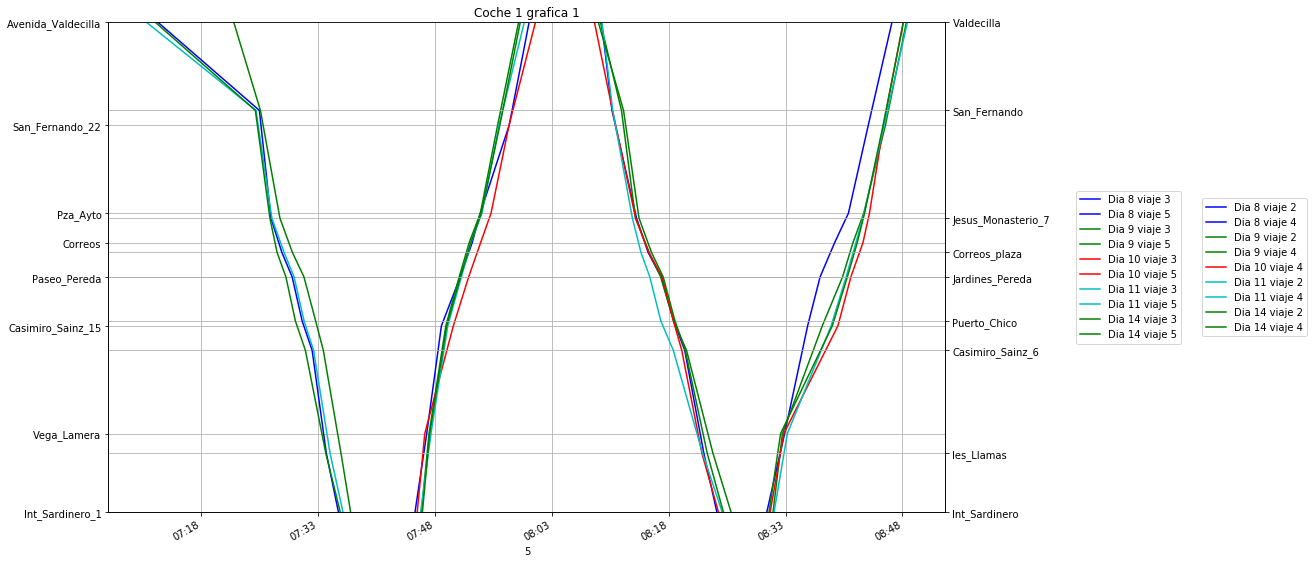 Coche 1 grafica 1
Avenida_Valdecilla
San_Fernando_22
Pza_Ayto
Correos
Paseo_Pereda
Casimiro_Sainz_15
Vega_Lamera
Int_Sardinero_1
Valdecilla
San_Fernando
Jesus_Monasterio_7
Correos_plaza
Jardines_Pereda
Puerto_Chico
Casimiro_Sainz_6
Ies_Llamas
Int_Sardinero
07:18
07:33
07:48
08:03
08:18
08:33
08:48
5
Dia 8 viaje 3
Dia 8 viaje 5
Dia 9 viaje 3
Dia 9 viaje 5
Dia 10 viaje 3
Dia 10 viaje 5
Dia 11 viaje 3
Dia 11 viaje 5
Dia 14 viaje 3
Dia 14 viaje 5
Dia 8 viaje 2
Dia 8 viaje 4
Dia 9 viaje 2
Dia 9 viaje 4
Dia 10 viaje 4
Dia 11 viaje 2
Dia 11 viaje 4
Dia 14 viaje 2
Dia 14 viaje 4